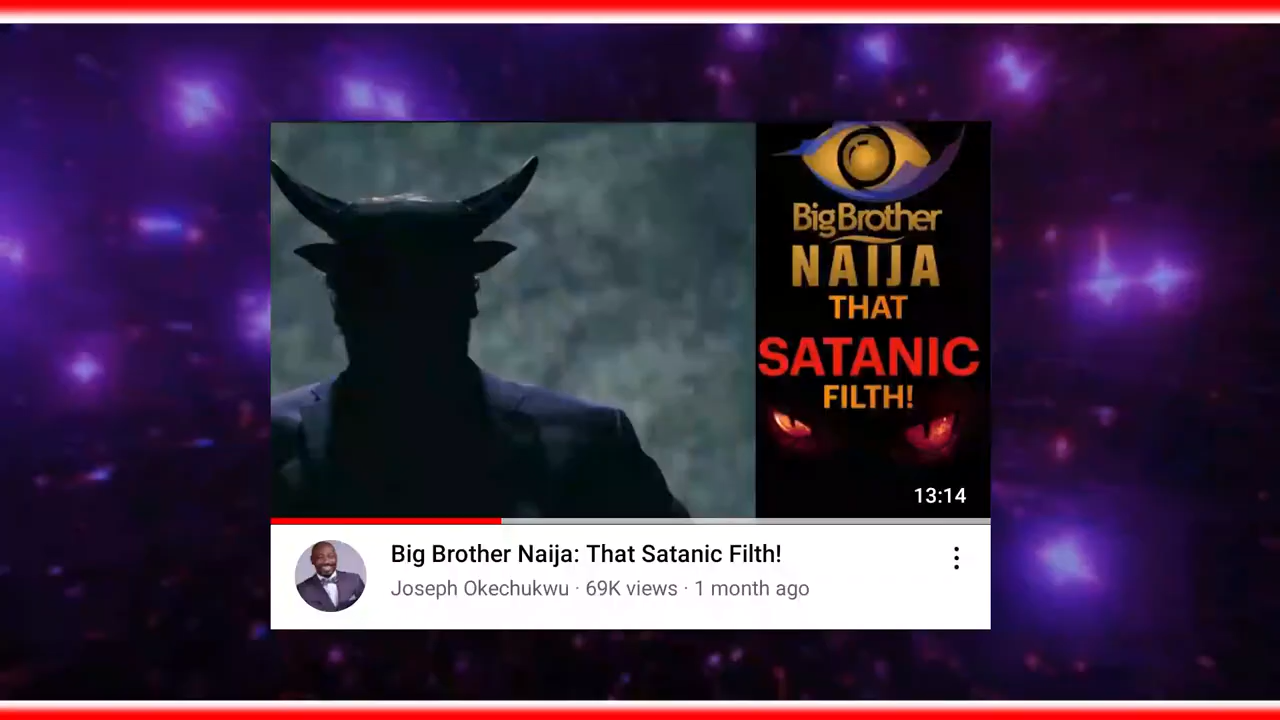 Big Brother
NAIJA
THAT
SATANIC
FILTH!
13:14
Big Brother Naija: That Satanic Filth!
Joseph Okechukwu · 69K views · 1 month ago